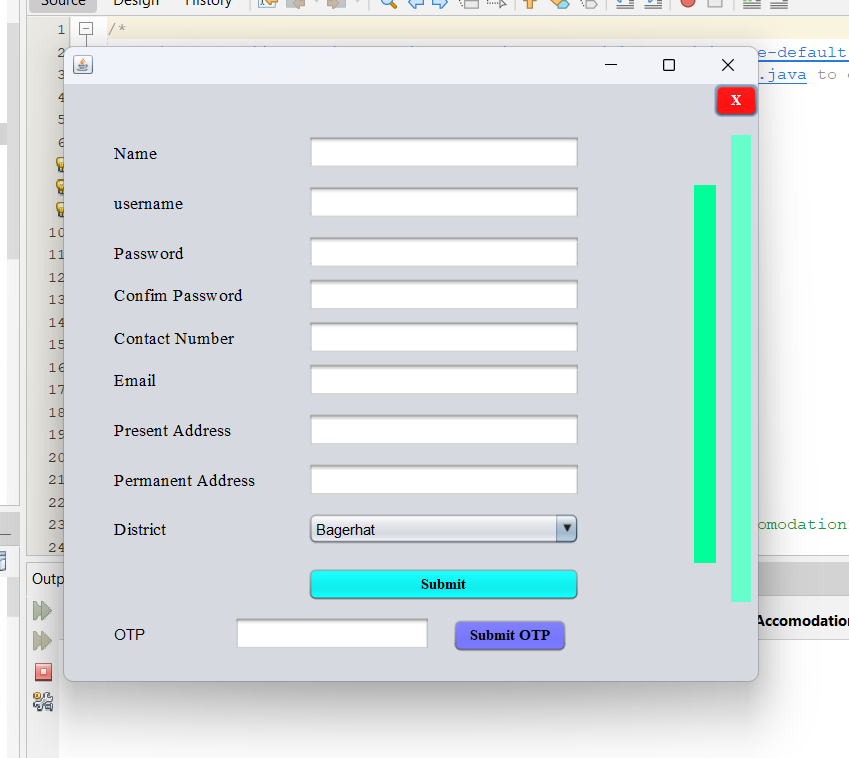 Source Design History
1 /*
2 e-default
3 .java to
4
5
6
10
11
12
13
14
15
16
17
18
19
20
21
22
23 omodation
24
X
Name
username
Password
Confim Password
Contact Number
Email
Present Address
Permanent Address
District Bagerhat
Submit
OTP Submit OTP
Outp
Accomodation